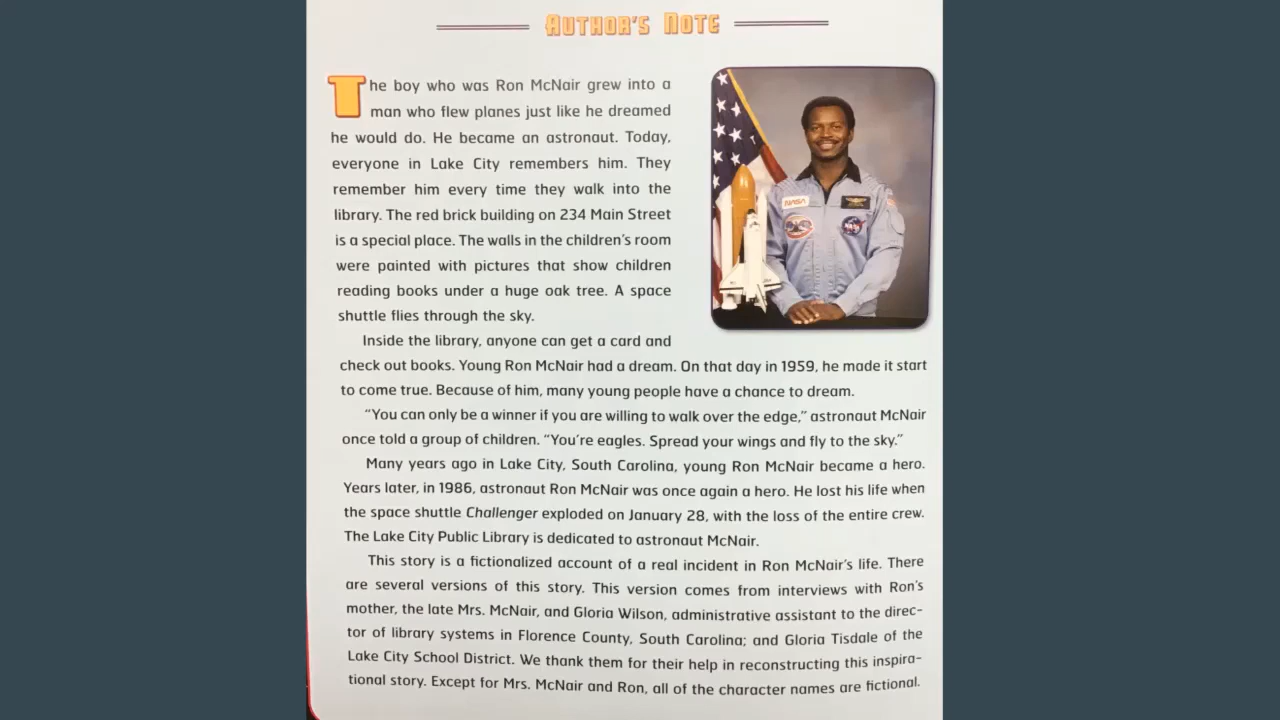 AUTHOR'S NOTE
The boy who was Ron McNair grew into a
man who flew planes just like he dreamed
he would do. He became an astronaut. Today,
everyone in Lake City remembers him. They
remember him every time they walk into the
library. The red brick building on 234 Main Street
is a special place. The walls in the children's room
were painted with pictures that show children
reading books under a huge oak tree. A space
shuttle flies through the sky.
Inside the library, anyone can get a card and
check out books. Young Ron McNair had a dream. On that day in 1959, he made it start
to come true. Because of him, many young people have a chance to dream.
"You can only be a winner if you are willing to walk over the edge," astronaut McNair
once told a group of children. "You're eagles. Spread your wings and fly to the sky."
Many years ago in Lake City, South Carolina, young Ron McNair became a hero.
Years later, in 1986, astronaut Ron McNair was once again a hero. He lost his life when
the space shuttle Challenger exploded on January 28, with the loss of the entire crew.
The Lake City Public Library is dedicated to astronaut McNair.
This story is a fictionalized account of a real incident in Ron McNair's life. There
are several versions of this story. This version comes from interviews with Ron's
mother, the late Mrs. McNair, and Gloria Wilson, administrative assistant to the direc-
tor of library systems in Florence County, South Carolina; and Gloria Tisdale of the
Lake City School District. We thank them for their help in reconstructing this inspira-
tional story. Except for Mrs. McNair and Ron, all of the character names are fictional.
NASA
NASA